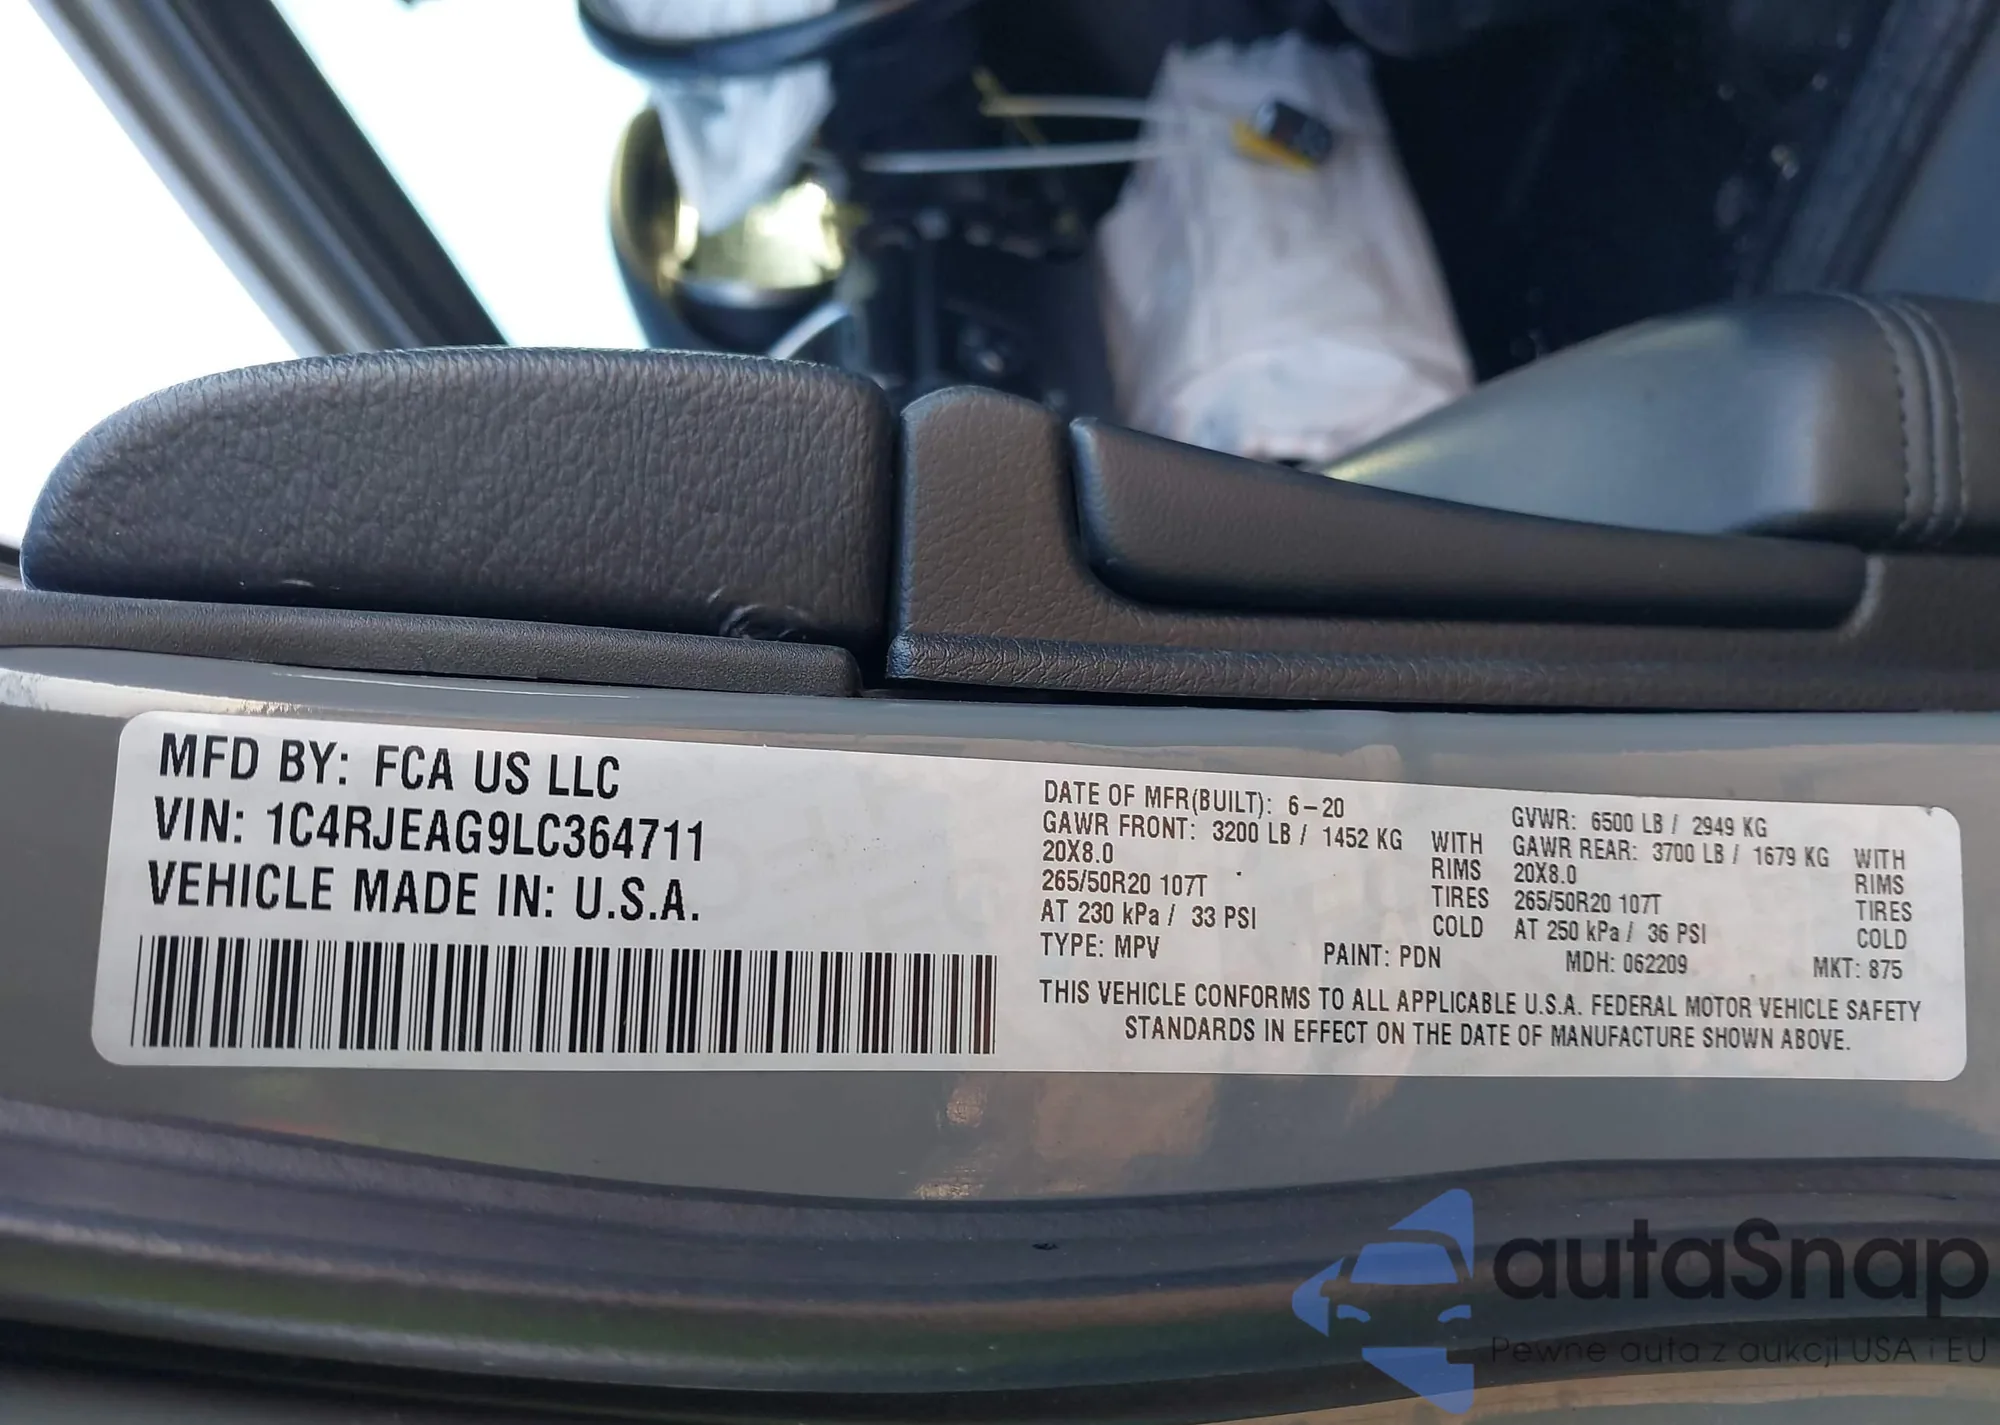 MFD BY: FCA US LLC
VIN: 1C4RJEAG9LC364711
VEHICLE MADE IN: U.S.A.
DATE OF MFR(BUILT): 6-20 GVWR: 6500 LB / 2949 KG
GAWR FRONT: 3200 LB / 1452 KG WITH GAWR REAR: 3700 LB / 1679 KG WITH
20X8.0 RIMS 20X8.0 RIMS
265/50R20 107T TIRES 265/50R20 107T TIRES
AT 230 kPa / 33 PSI COLD AT 250 kPa / 36 PSI COLD
TYPE: MPV PAINT: PDN MDH: 062209 MKT: 875
THIS VEHICLE CONFORMS TO ALL APPLICABLE U.S.A. FEDERAL MOTOR VEHICLE SAFETY
STANDARDS IN EFFECT ON THE DATE OF MANUFACTURE SHOWN ABOVE.
autaSnap
Pewne auta z aukcji USA i EU